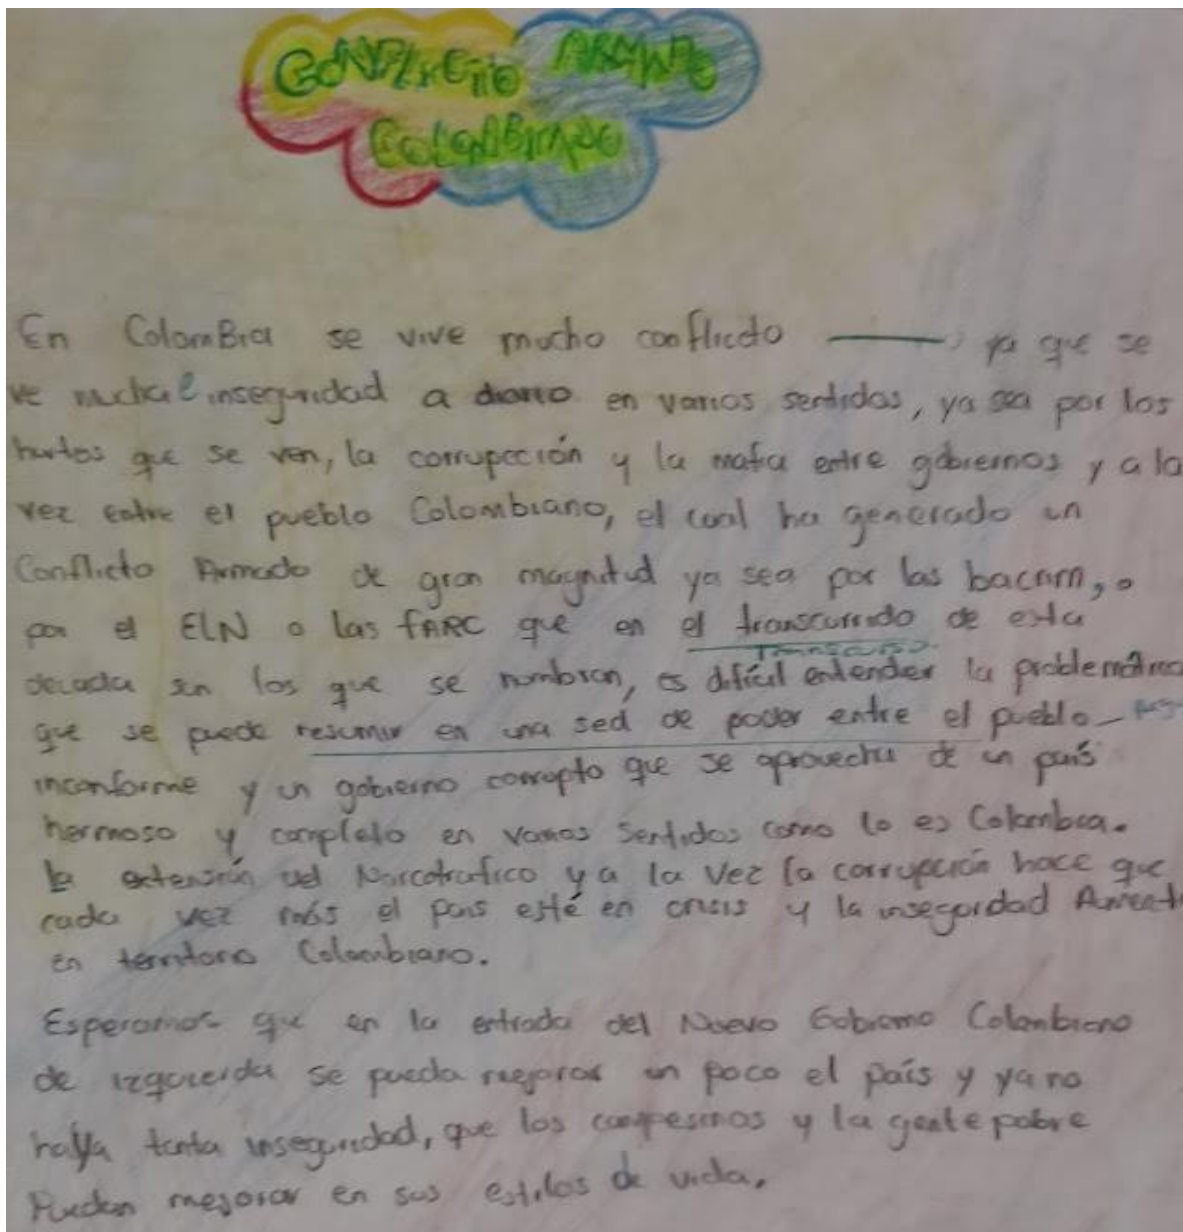 CONFLICTO ARMADO
COLOMBIANO
En ColomBia se vive mucho conflicto ya que se
ve mucha inseguridad a diario en varios sentidos, ya sea por los
hurtos que se ven, la corrupcción y la mafia entre gobiernos y a la
vez entre el pueblo Colombiano, el cual ha generado un
Conflicto Armado de gran magnitud ya sea por las bacrim, o
por el ELN o las fARC que en el transcurrido de esta
transcurso.
decada son los que se nombran, es difícil entender la problemática
que se puede resumir en una sed de poder entre el pueblo
inconforme y un gobierno corrupto que se aprovecha de un país
hermoso y completo en varios Sentidos como lo es Colombia.
la extensión del Narcotrafico y a la Vez la corrupción hace que
cada vez más el pais esté en crisis y la inseguridad Aument
en territorio Colombiano.
Esperamos que en la entrada del Nuevo Gobierno Colombiano
de izquierda se pueda mejorar un poco el país y ya no
halla tanta inseguridad, que los campesinos y la gente pobre
Puedan mejorar en sus estilos de vida.